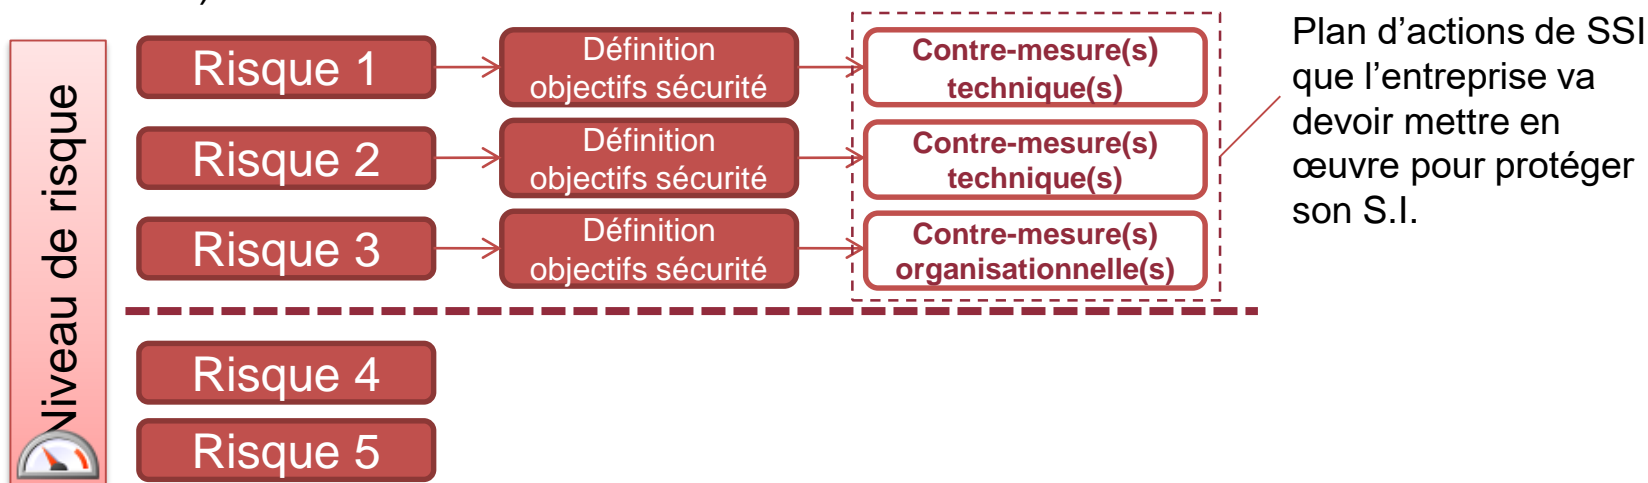 )
Niveau de risque
Risque 1
Définition
objectifs sécurité
Contre-mesure(s)
technique(s)
Risque 2
Définition
objectifs sécurité
Contre-mesure(s)
technique(s)
Risque 3
Définition
objectifs sécurité
Contre-mesure(s)
organisationnelle(s)
Plan d’actions de SSI
que l’entreprise va
devoir mettre en
œuvre pour protéger
son S.I.
Risque 4
Risque 5